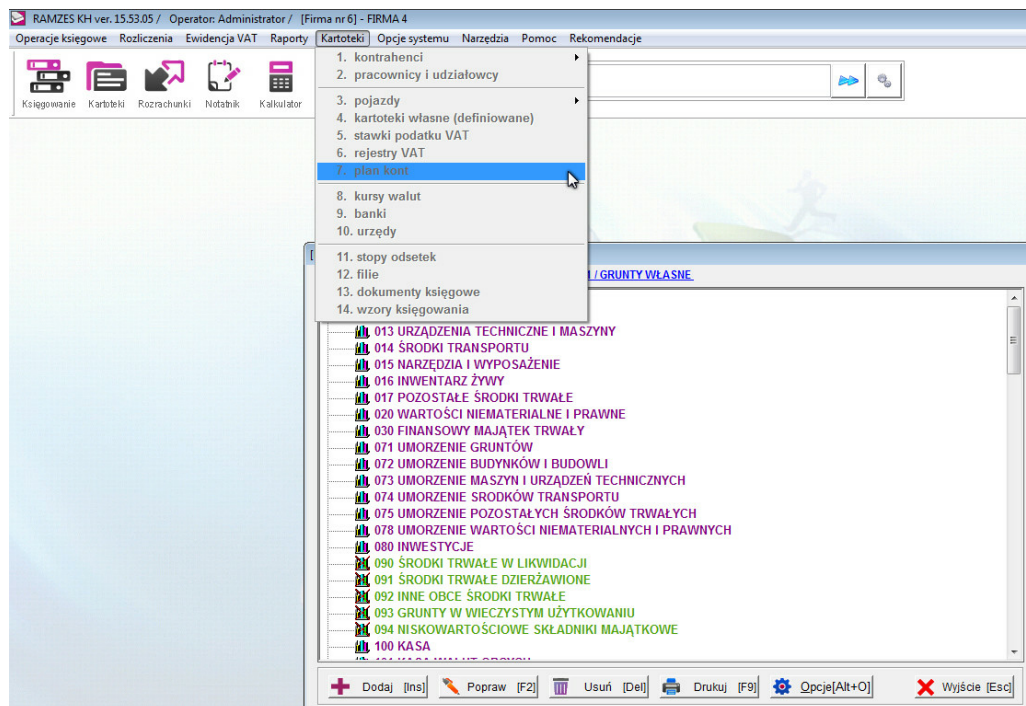 RAMZES KH ver. 15.53.05 / Operator: Administrator / [Firma nr 6] - FIRMA 4
Operacje księgowe Rozliczenia Ewidencja VAT Raporty Kartoteki Opcje systemu Narzędzia Pomoc Rekomendacje
Księgowanie Kartoteki Rozrachunki Notatnik Kalkulator
1. kontrahenci
2. pracownicy i udziałowcy
3. pojazdy
4. kartoteki własne (definiowane)
5. stawki podatku VAT
6. rejestry VAT
7. plan kont
8. kursy walut
9. banki
10. urzędy
11. stopy odsetek
12. filie
13. dokumenty księgowe
14. wzory księgowania
/ GRUNTY WŁASNE
013 URZĄDZENIA TECHNICZNE I MASZYNY
014 ŚRODKI TRANSPORTU
015 NARZĘDZIA I WYPOSAŻENIE
016 INWENTARZ ŻYWY
017 POZOSTAŁE ŚRODKI TRWAŁE
020 WARTOŚCI NIEMATERIALNE I PRAWNE
030 FINANSOWY MAJĄTEK TRWAŁY
071 UMORZENIE GRUNTÓW
072 UMORZENIE BUDYNKÓW I BUDOWLI
073 UMORZENIE MASZYN I URZĄDZEŃ TECHNICZNYCH
074 UMORZENIE SRODKÓW TRANSPORTU
075 UMORZENIE POZOSTAŁYCH ŚRODKÓW TRWAŁYCH
078 UMORZENIE WARTOŚCI NIEMATERIALNYCH I PRAWNYCH
080 INWESTYCJE
090 ŚRODKI TRWAŁE W LIKWIDACJI
091 ŚRODKI TRWAŁE DZIERŻAWIONE
092 INNE OBCE ŚRODKI TRWAŁE
093 GRUNTY W WIECZYSTYM UŻYTKOWANIU
094 NISKOWARTOŚCIOWE SKŁADNIKI MAJĄTKOWE
100 KASA
Dodaj [Ins] Popraw [F2] Usuń [Del] Drukuj [F9] Opcje[Alt+O] Wyjście [Esc]